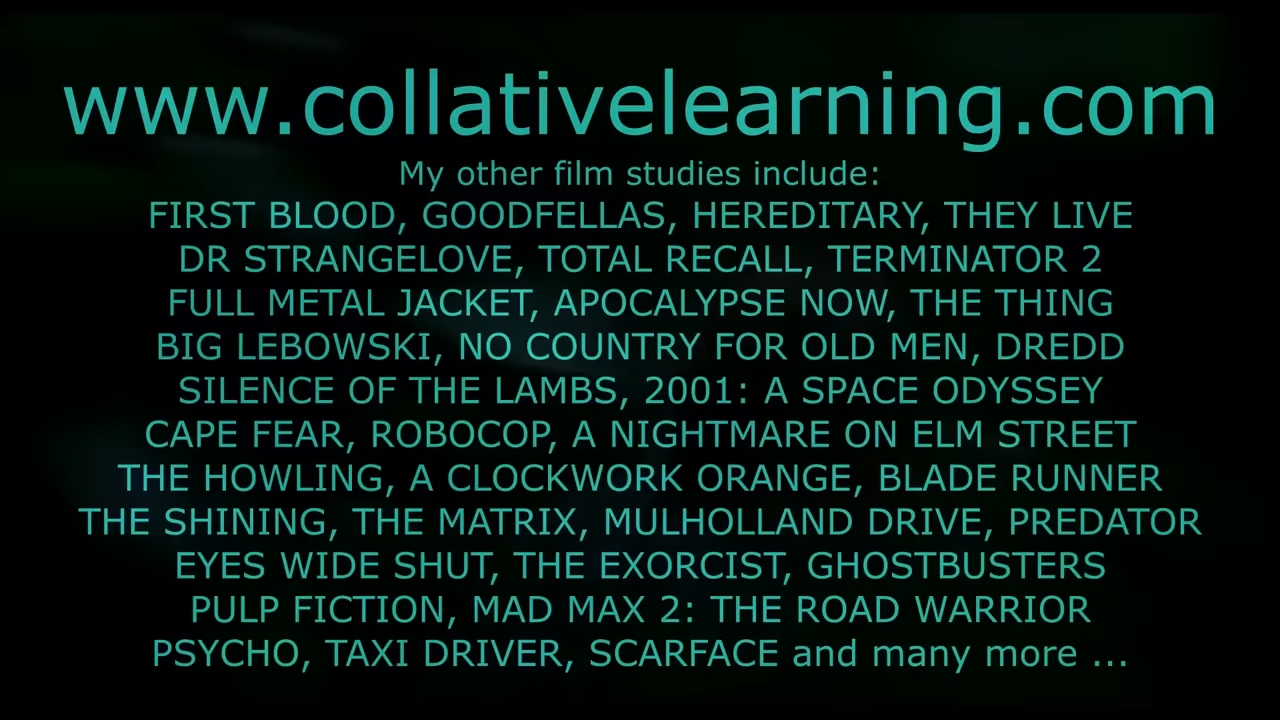 www.collativelearning.com
My other film studies include:
FIRST BLOOD, GOODFELLAS, HEREDITARY, THEY LIVE
DR STRANGELOVE, TOTAL RECALL, TERMINATOR 2
FULL METAL JACKET, APOCALYPSE NOW, THE THING
BIG LEBOWSKI, NO COUNTRY FOR OLD MEN, DREDD
SILENCE OF THE LAMBS, 2001: A SPACE ODYSSEY
CAPE FEAR, ROBOCOP, A NIGHTMARE ON ELM STREET
THE HOWLING, A CLOCKWORK ORANGE, BLADE RUNNER
THE SHINING, THE MATRIX, MULHOLLAND DRIVE, PREDATOR
EYES WIDE SHUT, THE EXORCIST, GHOSTBUSTERS
PULP FICTION, MAD MAX 2: THE ROAD WARRIOR
PSYCHO, TAXI DRIVER, SCARFACE and many more ...